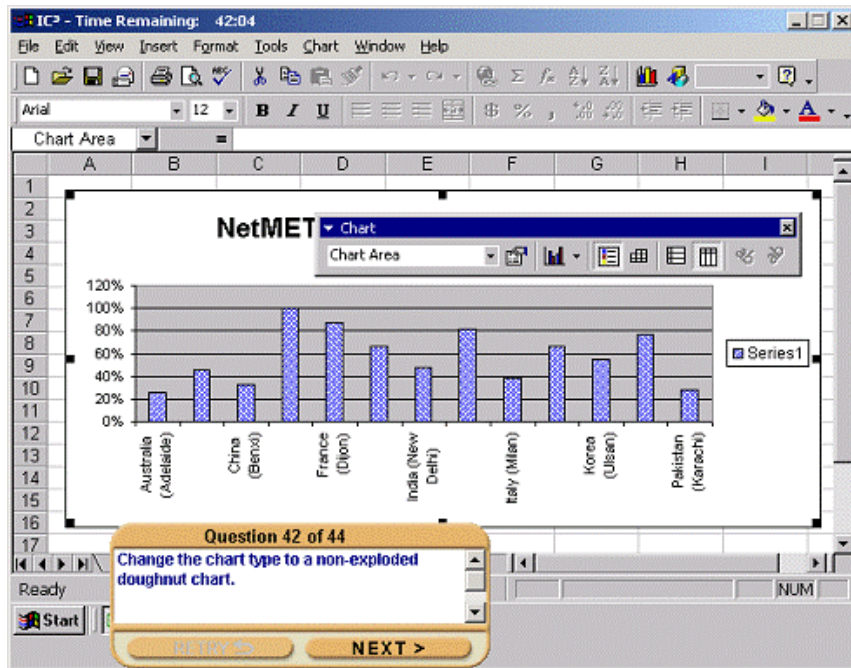 IC³ - Time Remaining: 42:04
File Edit View Insert Format Tools Chart Window Help
Arial 12 B I U
Chart Area =
A B C D E F G H I
1
2
3
4
5
6
7
8
9
10
11
12
13
14
15
16
17
NetMET
Chart
Chart Area
120%
100%
80%
60%
40%
20%
0%
Series1
Australia
(Adelaide)
China
(Benxi)
France
(Dijon)
India (New
Delhi)
Italy (Milan)
Korea
(Ulsan)
Pakistan
(Karachi)
Question 42 of 44
Change the chart type to a non-exploded
doughnut chart.
NEXT >
Ready NUM
Start